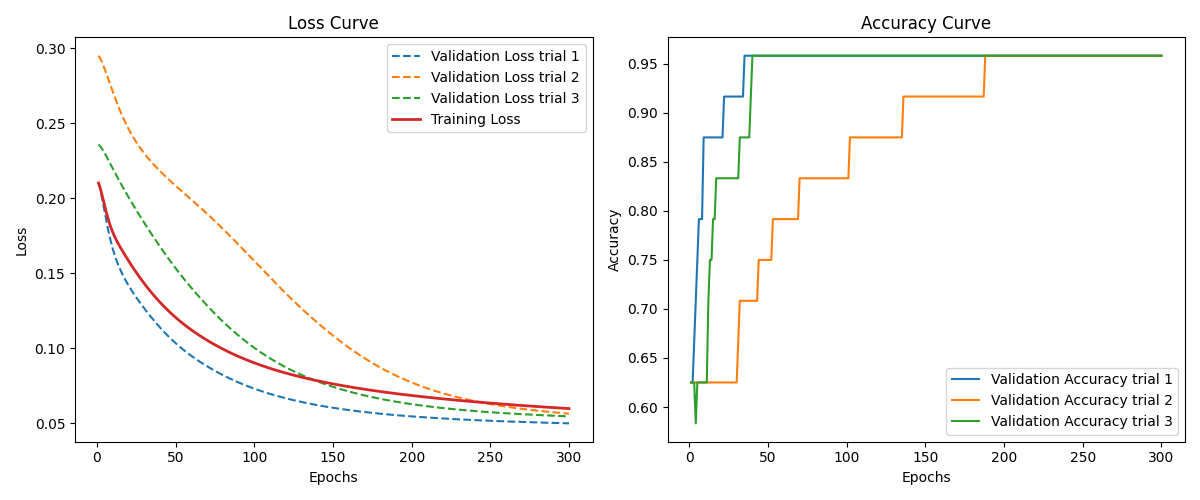 Loss Curve
0.30
0.25
0.20
0.15
0.10
0.05
Loss
0 50 100 150 200 250 300
Epochs
Validation Loss trial 1
Validation Loss trial 2
Validation Loss trial 3
Training Loss
Accuracy Curve
0.95
0.90
0.85
0.80
0.75
0.70
0.65
0.60
Accuracy
0 50 100 150 200 250 300
Epochs
Validation Accuracy trial 1
Validation Accuracy trial 2
Validation Accuracy trial 3